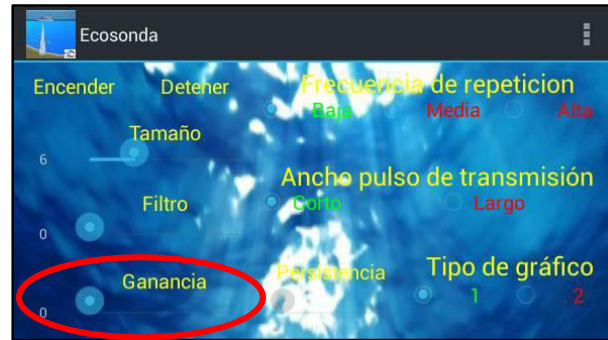 Ecosonda
Encender Detener Frecuencia de repeticion
Baja Media Alta
Tamaño
6
Ancho pulso de transmisión
Filtro Corto Largo
0
Ganancia Persistencia Tipo de gráfico
0 1 2